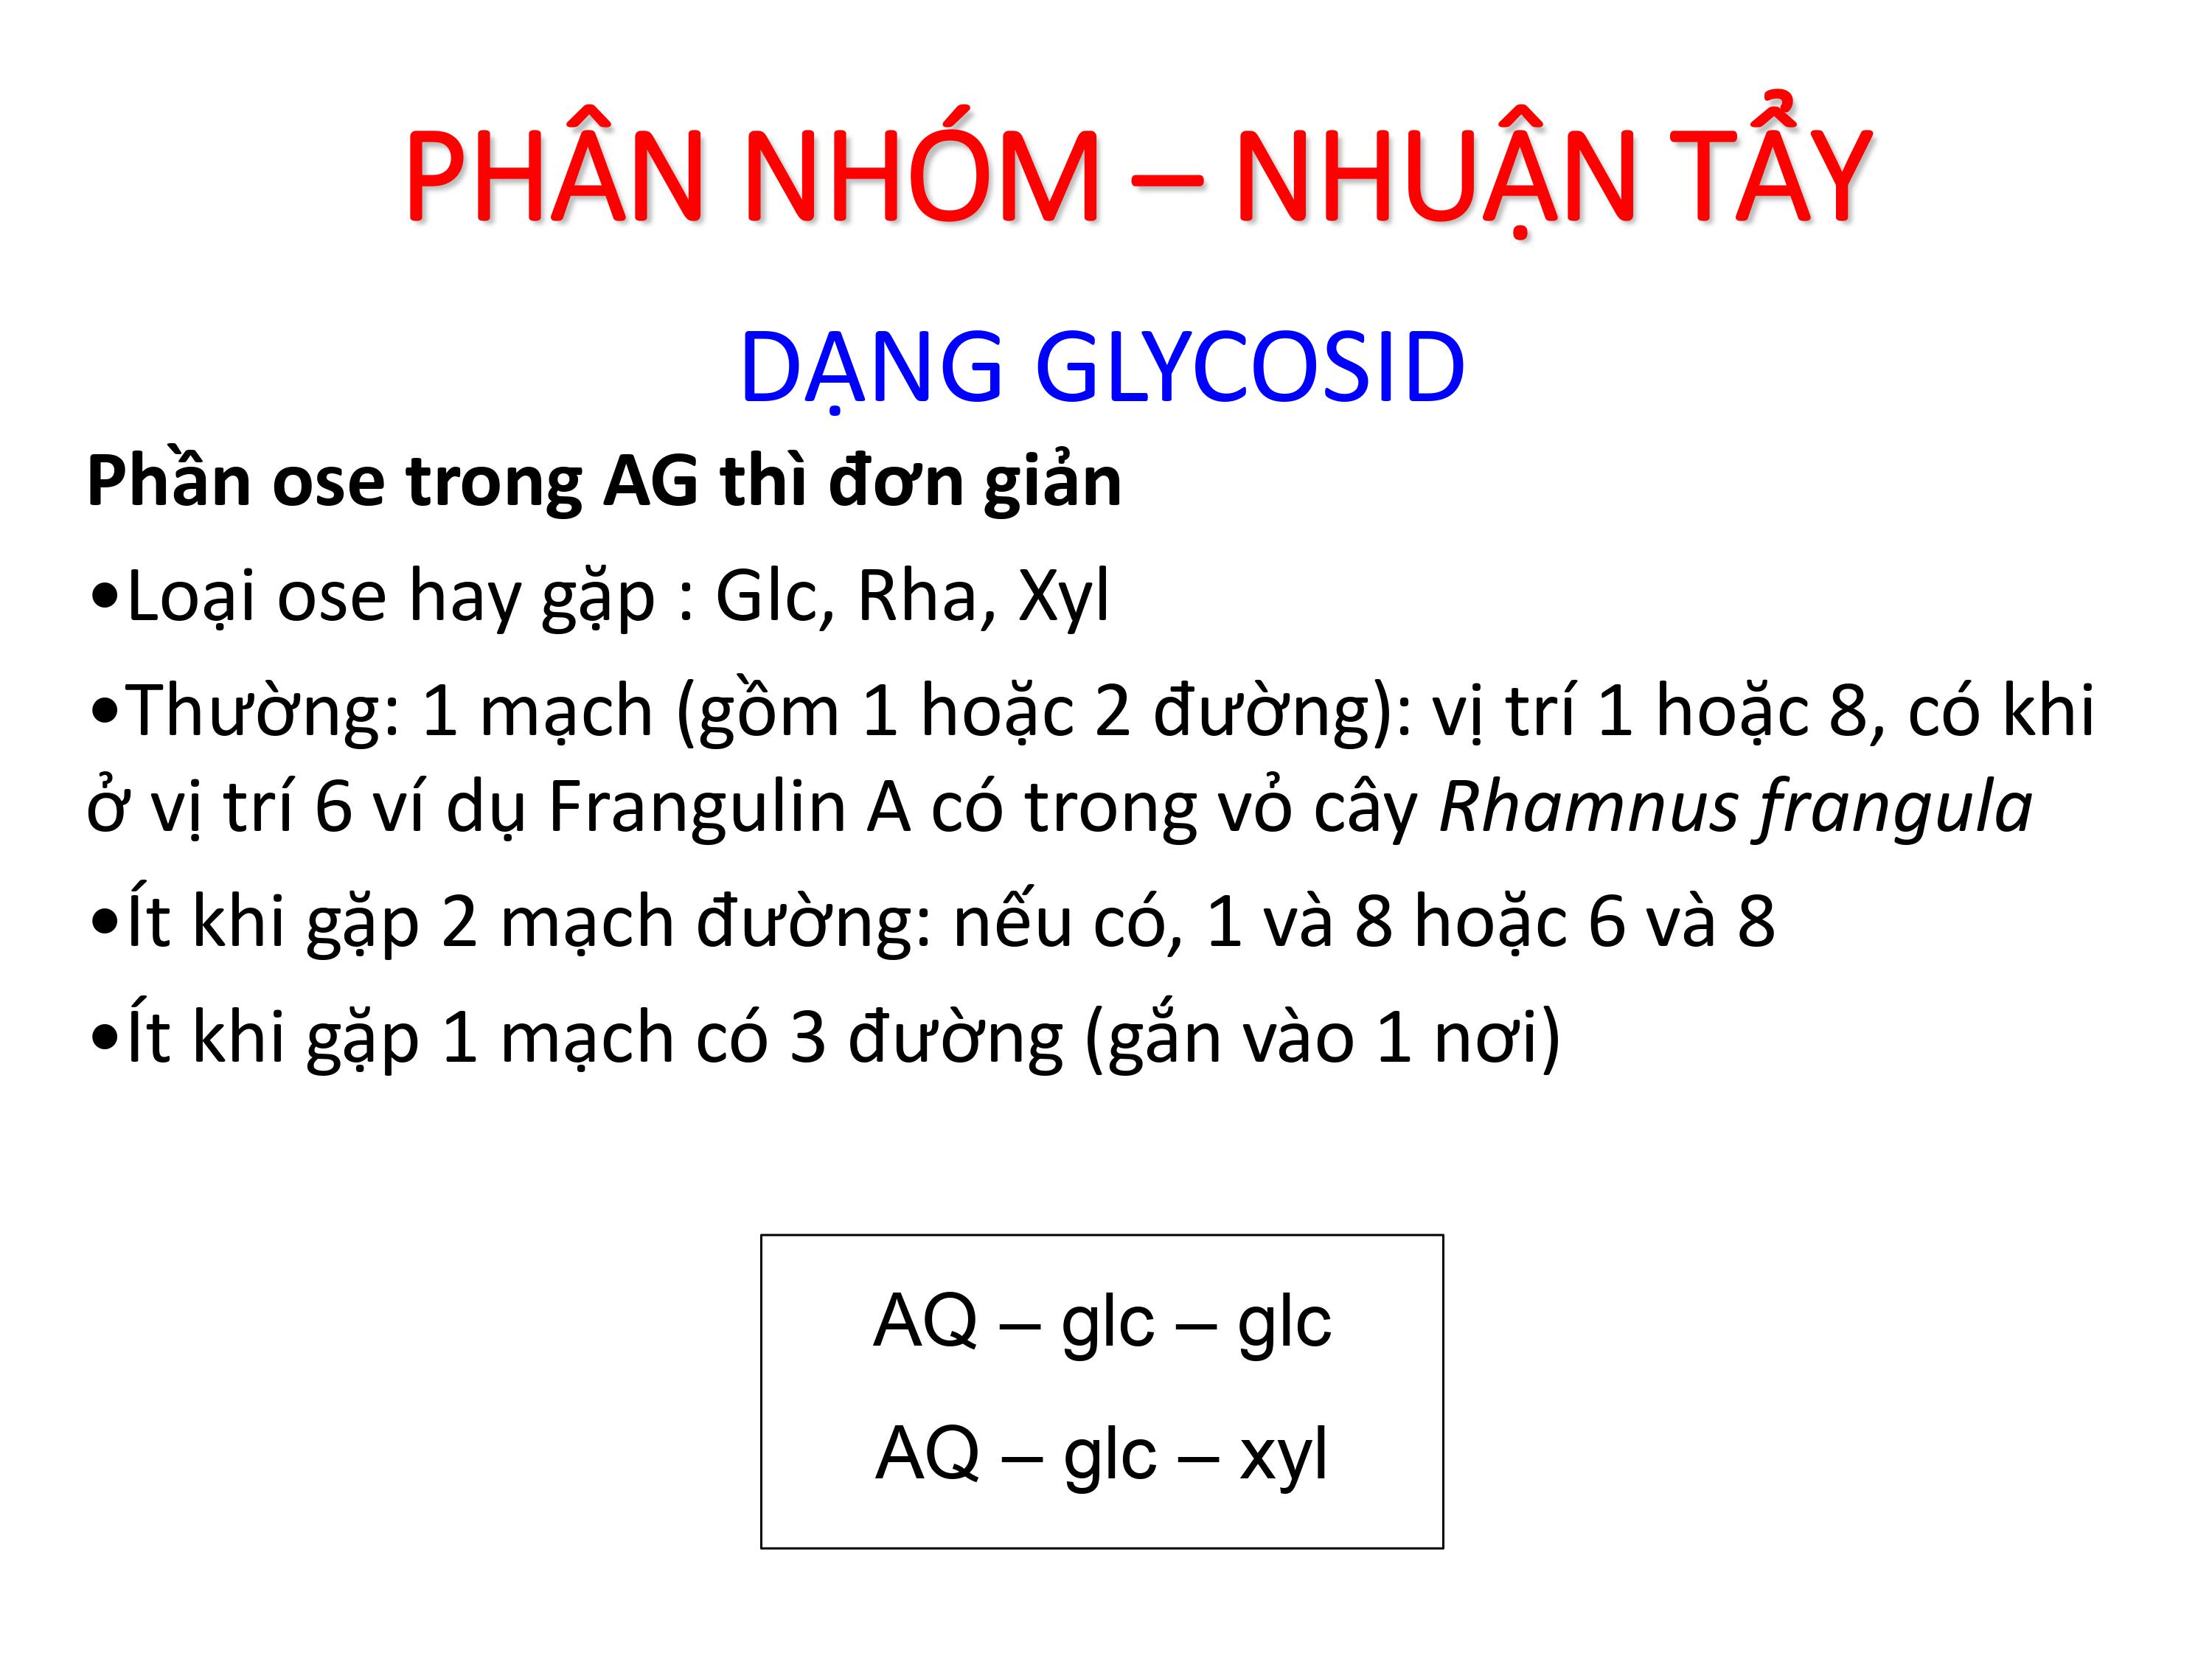 PHÂN NHÓM – NHUẬN TẨY
DẠNG GLYCOSID
Phần ose trong AG thì đơn giản
•Loại ose hay gặp : Glc, Rha, Xyl
•Thường: 1 mạch (gồm 1 hoặc 2 đường): vị trí 1 hoặc 8, có khi
ở vị trí 6 ví dụ Frangulin A có trong vỏ cây Rhamnus frangula
•Ít khi gặp 2 mạch đường: nếu có, 1 và 8 hoặc 6 và 8
•Ít khi gặp 1 mạch có 3 đường (gắn vào 1 nơi)
AQ – glc – glc
AQ – glc – xyl